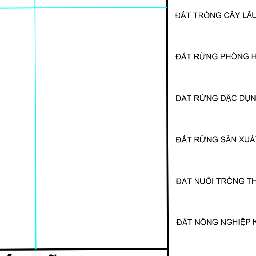 ĐẤT TRỒNG CÂY LÂU
ĐẤT RỪNG PHÒNG H
ĐẤT RỪNG ĐẶC DỤN
ĐẤT RỪNG SẢN XUẤ
ĐẤT NUÔI TRỒNG TH
ĐẤT NÔNG NGHIỆP K